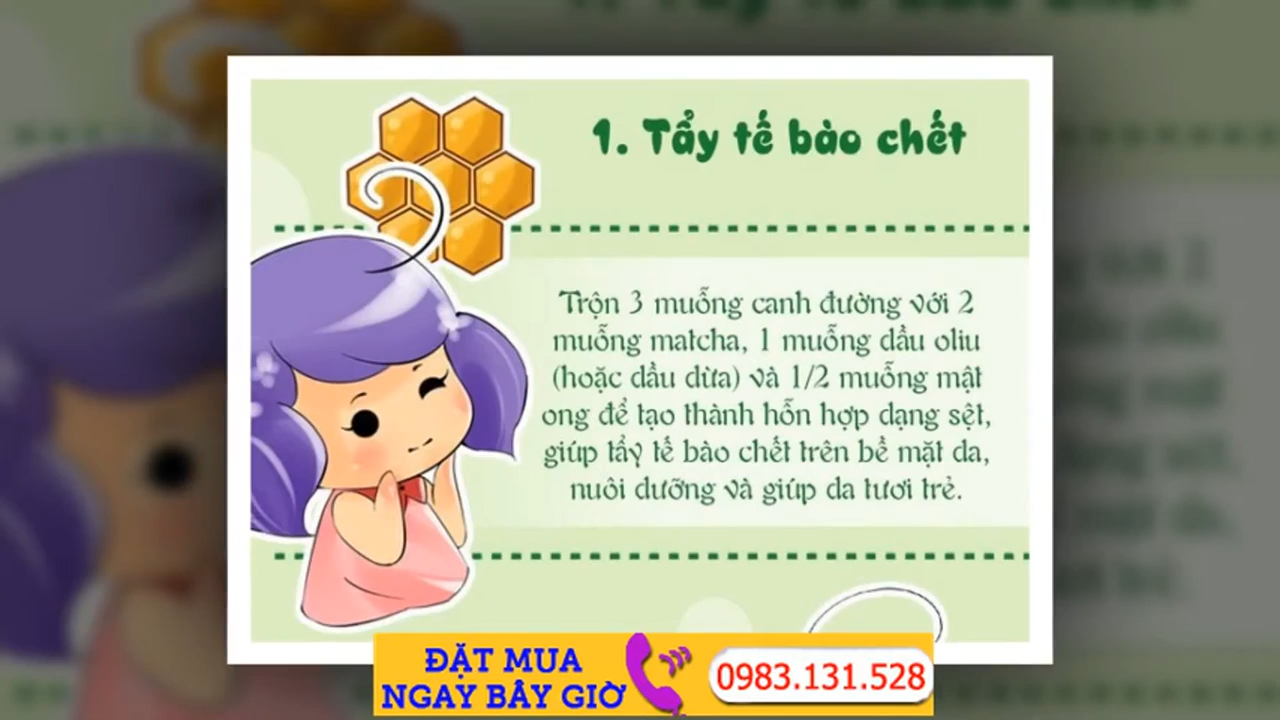 1. Tẩy tế bào chết
Trộn 3 muỗng canh đường với 2
muỗng matcha, 1 muỗng dầu oliu
(hoặc dầu dừa) và 1/2 muỗng mật
ong để tạo thành hỗn hợp dạng sệt,
giúp tẩy tế bào chết trên bề mặt da,
nuôi dưỡng và giúp da tươi trẻ.
ĐẶT MUA
NGAY BÂY GIỜ
0983.131.528